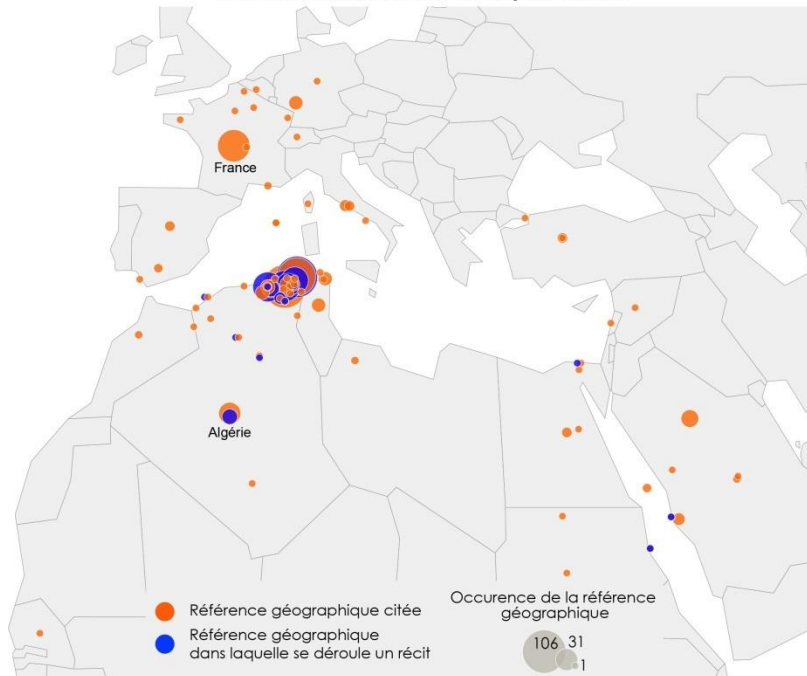 France
Algérie
Référence géographique citée
Référence géographique
dans laquelle se déroule un récit
Occurence de la référence
géographique
106
31
1